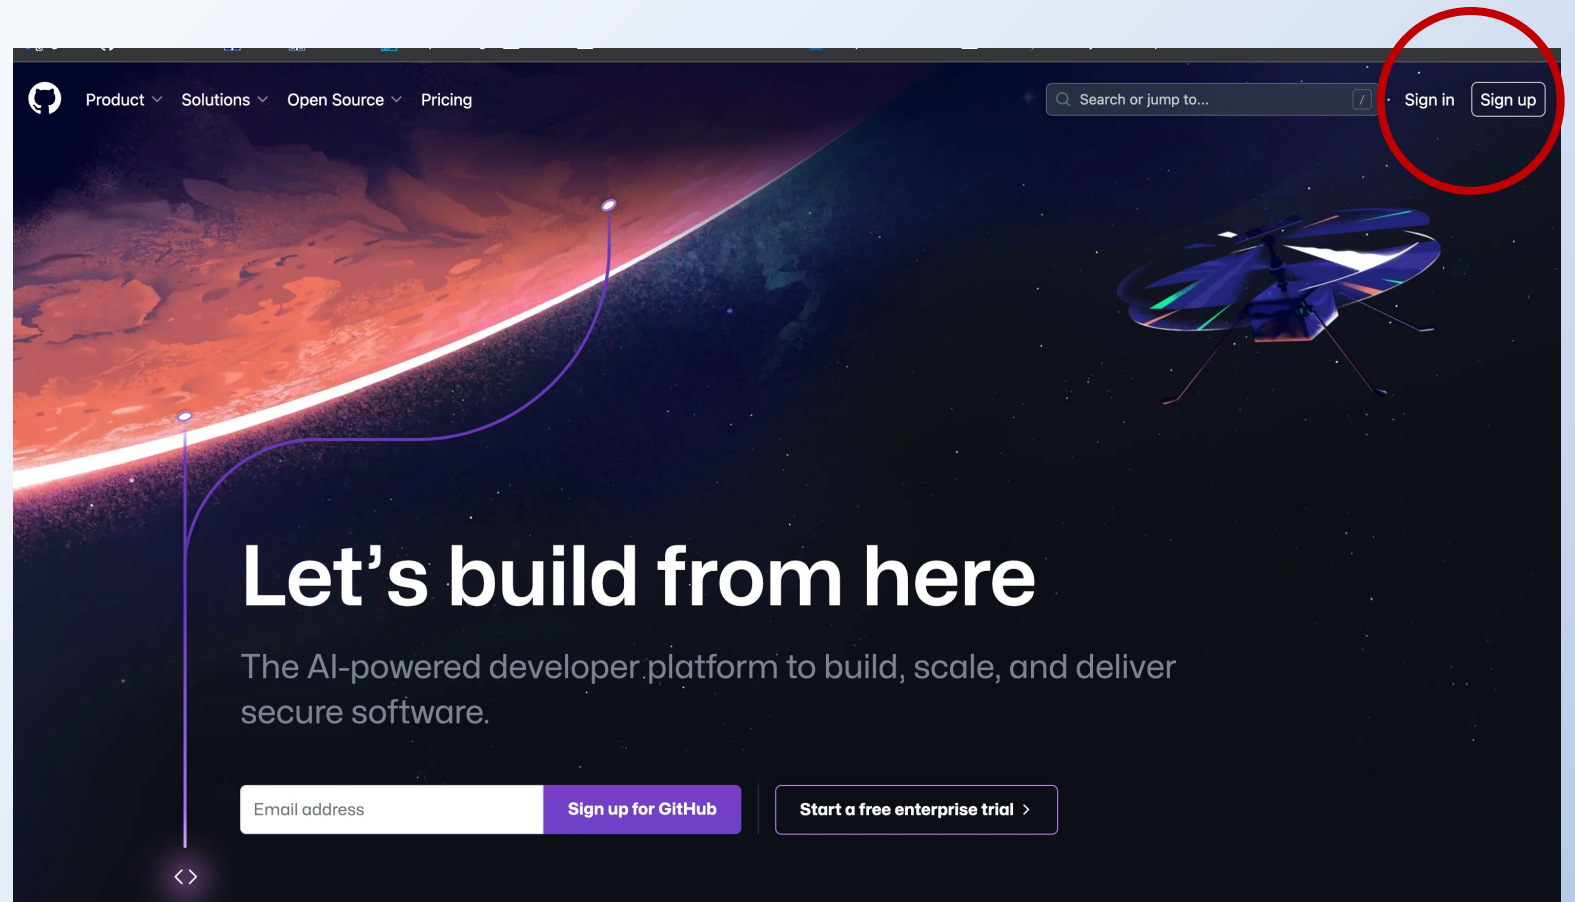 Product Solutions Open Source Pricing Search or jump to... / Sign in Sign up
Let's build from here
The AI-powered developer platform to build, scale, and deliver
secure software.
Email address Sign up for GitHub Start a free enterprise trial >